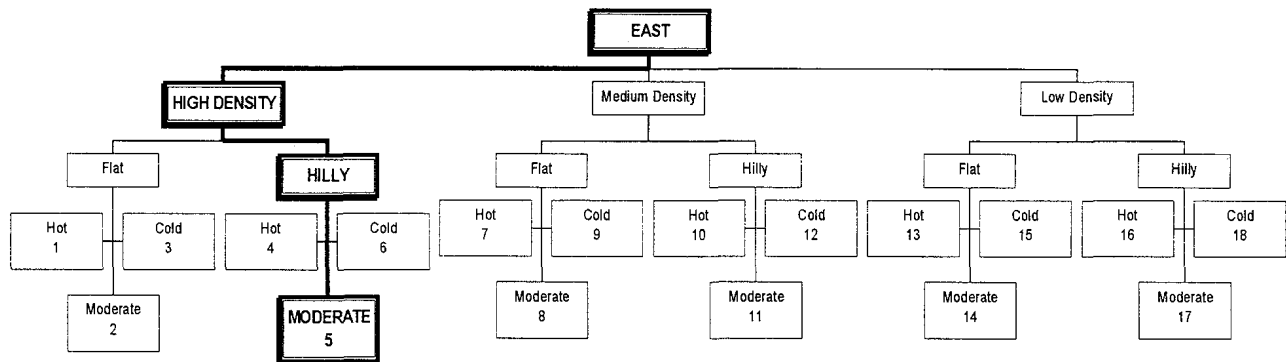 EAST
HIGH DENSITY
Medium Density
Low Density
Flat
HILLY
Flat
Hilly
Flat
Hilly
Hot
1
Cold
3
Hot
4
Cold
6
Hot
7
Cold
9
Hot
10
Cold
12
Hot
13
Cold
15
Hot
16
Cold
18
Moderate
2
MODERATE
5
Moderate
8
Moderate
11
Moderate
14
Moderate
17